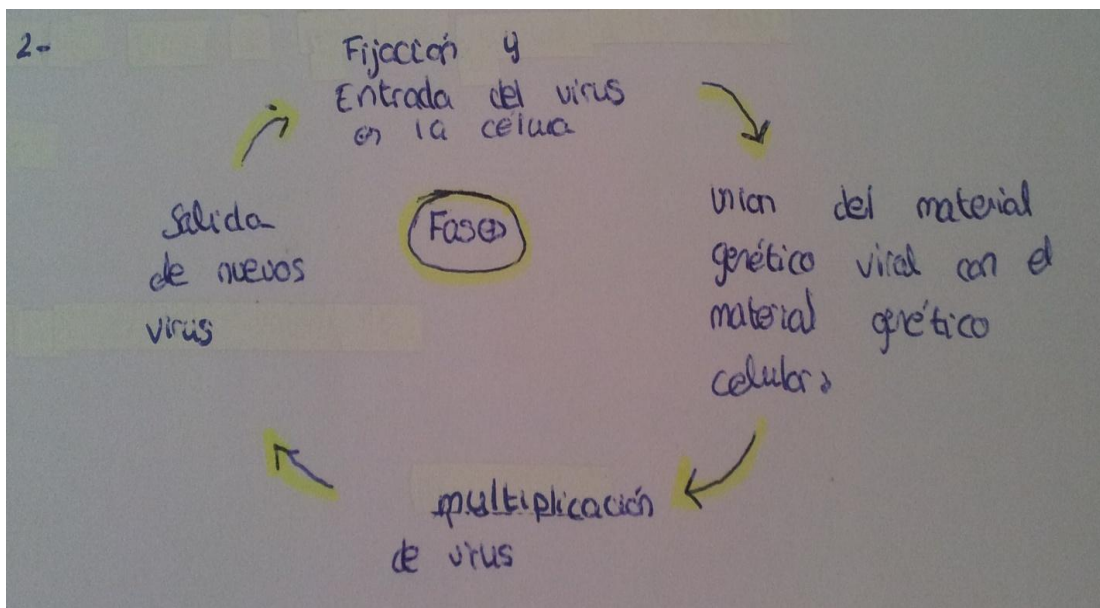 2-
Fijación y
Entrada del virus
en la célula
Fases
Unión del material
genético viral con el
material genético
celular.
multiplicación
de virus
Salida
de nuevos
virus